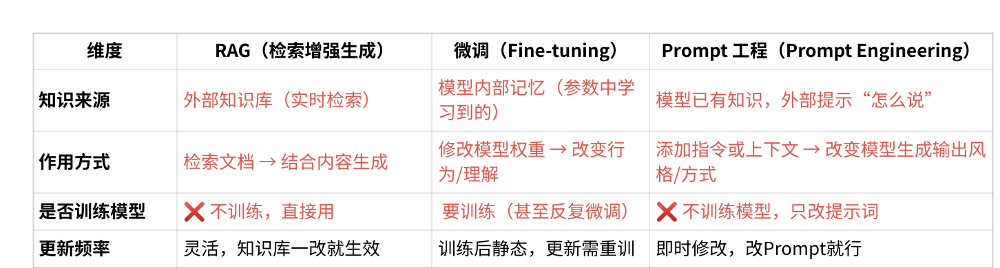 维度 RAG（检索增强生成） 微调（Fine-tuning） Prompt 工程（Prompt Engineering）
知识来源 外部知识库（实时检索） 模型内部记忆（参数中学 模型已有知识，外部提示“怎么说”
习到的）
作用方式 检索文档 → 结合内容生成 修改模型权重 → 改变行 添加指令或上下文 → 改变模型生成输出风
为/理解 格/方式
是否训练模型 ❌ 不训练，直接用 要训练（甚至反复微调） ❌ 不训练模型，只改提示词
更新频率 灵活，知识库一改就生效 训练后静态，更新需重训 即时修改，改Prompt就行